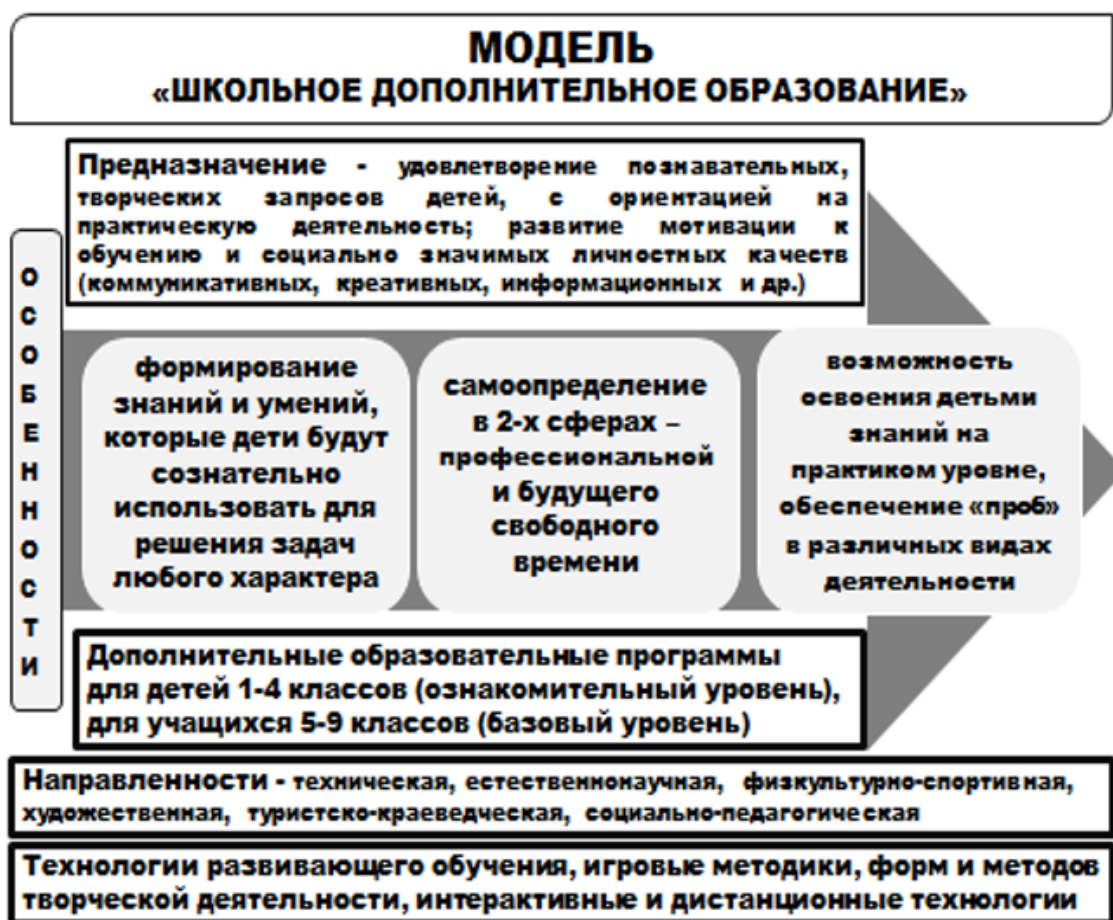 МОДЕЛЬ
«ШКОЛЬНОЕ ДОПОЛНИТЕЛЬНОЕ ОБРАЗОВАНИЕ»
Предназначение - удовлетворение познавательных,
творческих запросов детей, с ориентацией на
практическую деятельность; развитие мотивации к
обучению и социально значимых личностных качеств
(коммуникативных, креативных, информационных и др.)
ОСОБЕННОСТИ
формирование
знаний и умений,
которые дети будут
сознательно
использовать для
решения задач
любого характера
самоопределение
в 2-х сферах –
профессиональной
и будущего
свободного
времени
возможность
освоения детьми
знаний на
практиком уровне,
обеспечение «проб»
в различных видах
деятельности
Дополнительные образовательные программы
для детей 1-4 классов (ознакомительный уровень),
для учащихся 5-9 классов (базовый уровень)
Направленности - техническая, естественнонаучная, физкультурно-спортивная,
художественная, туристско-краеведческая, социально-педагогическая
Технологии развивающего обучения, игровые методики, форм и методов
творческой деятельности, интерактивные и дистанционные технологии